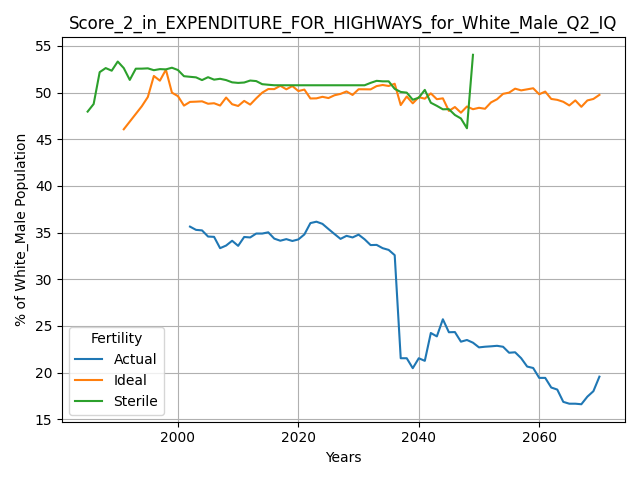 Score_2_in_EXPENDITURE_FOR_HIGHWAYS_for_White_Male_Q2_IQ
% of White_Male Population
55
50
45
40
35
30
25
20
15
Fertility
Actual
Ideal
Sterile
2000
2020
2040
2060
Years